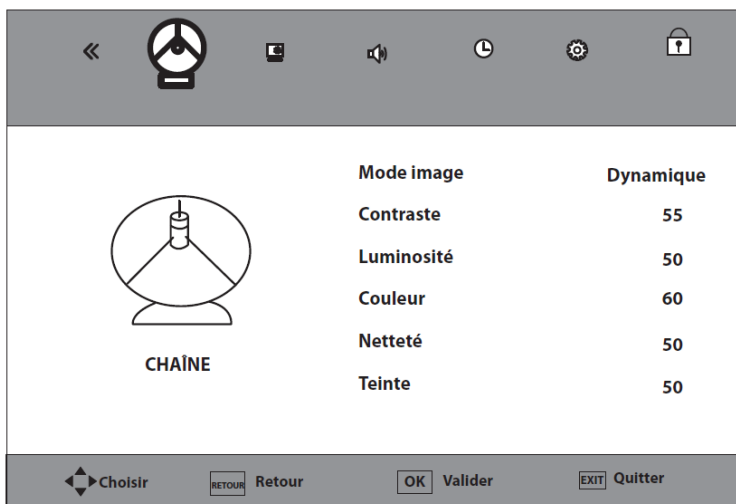 Mode image Dynamique
Contraste 55
Luminosité 50
Couleur 60
Netteté 50
Teinte 50
CHAÎNE
Choisir RETOUR Retour OK Valider EXIT Quitter